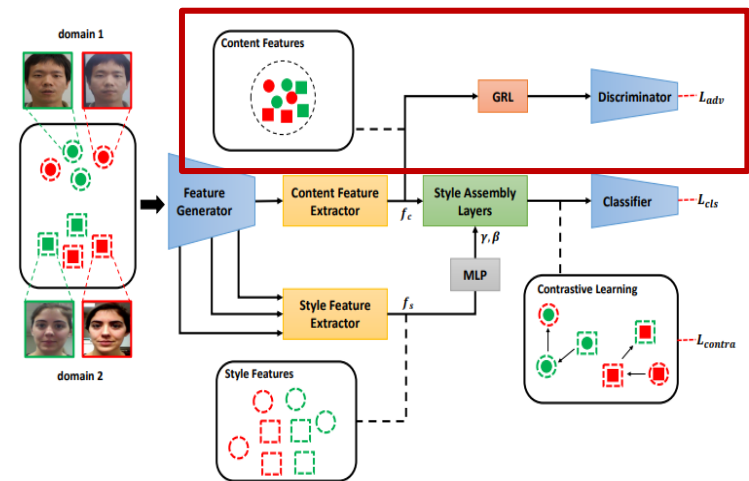 domain 1
Content Features
GRL
Discriminator
L_adv
Feature
Generator
Content Feature
Extractor
f_c
Style Assembly
Layers
Classifier
L_cls
γ, β
MLP
Style Feature
Extractor
f_s
Contrastive Learning
L_contra
domain 2
Style Features